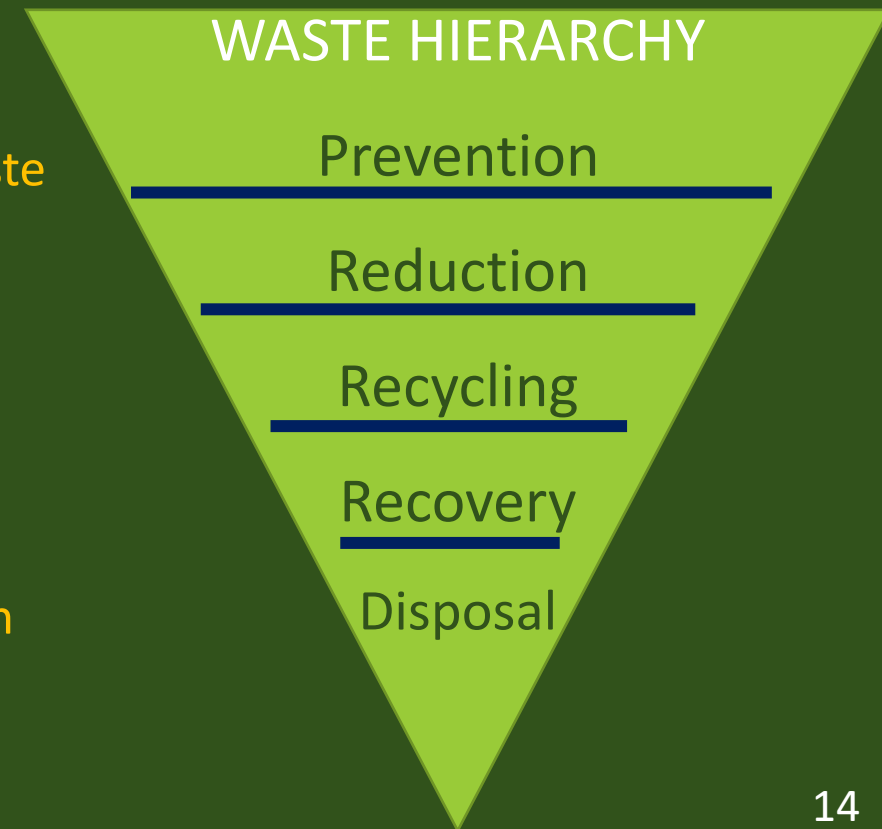 WASTE HIERARCHY
Prevention
Reduction
Recycling
Recovery
Disposal
14